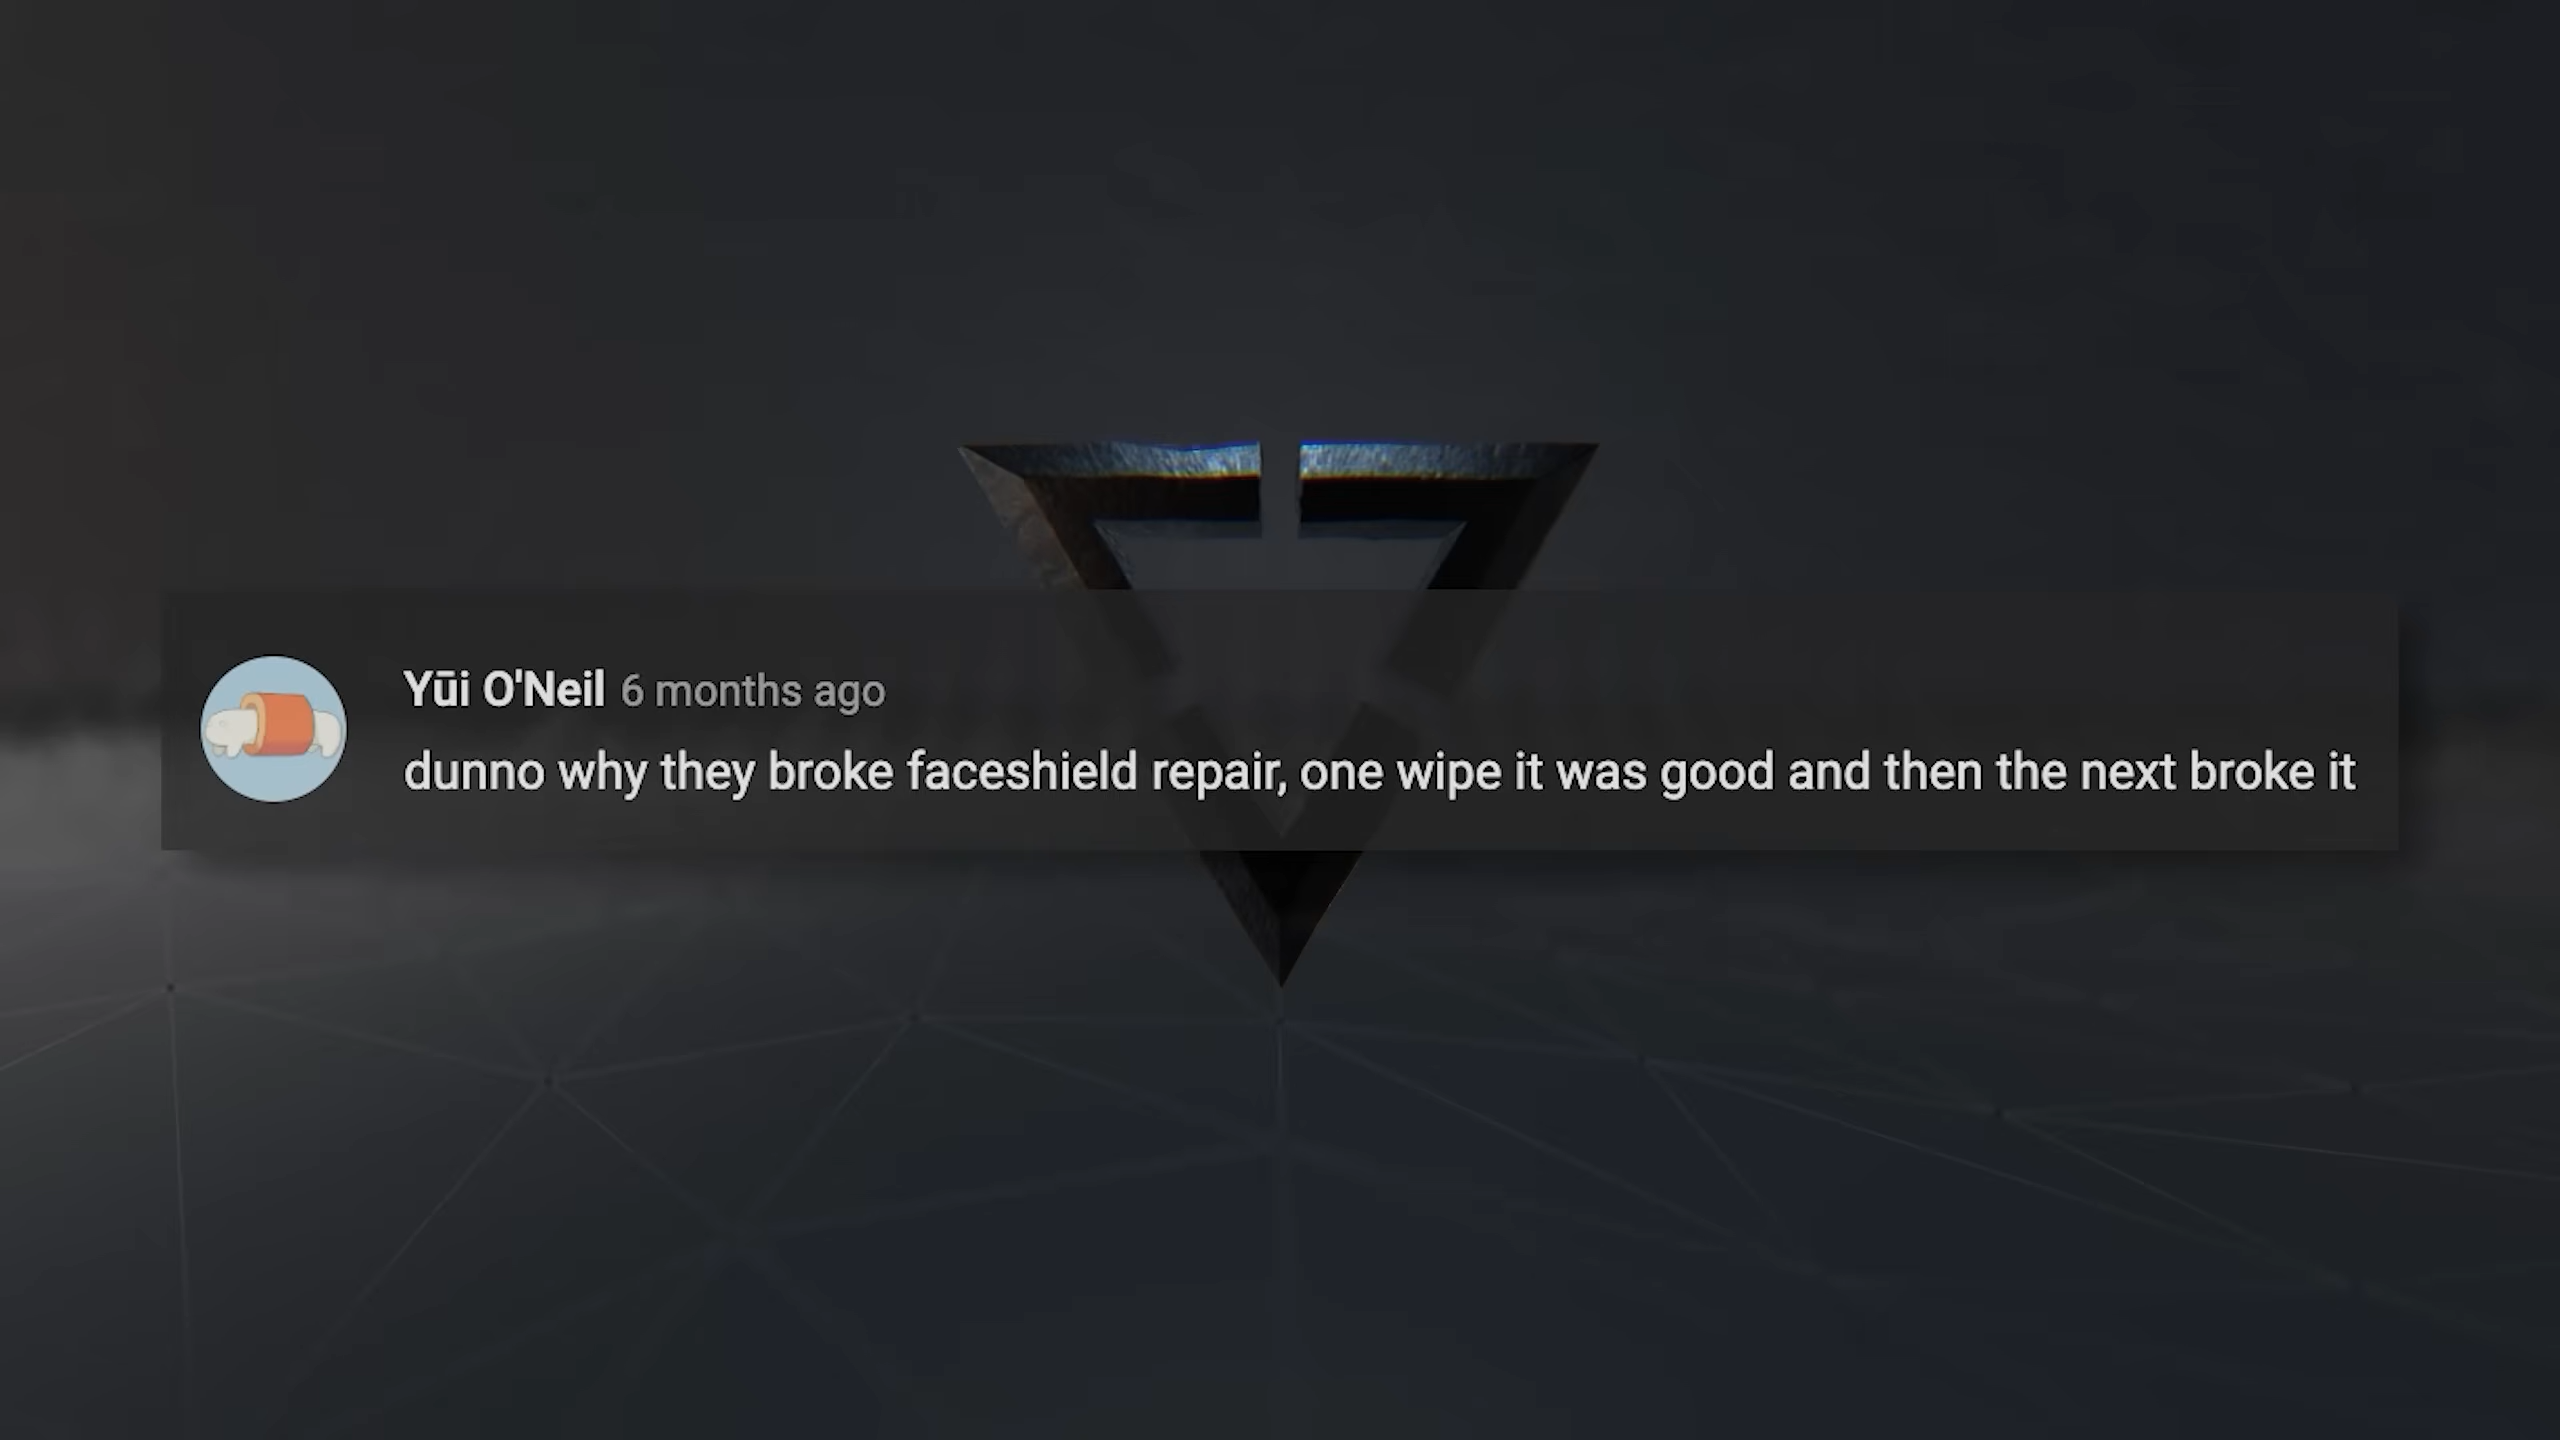 Yūi O'Neil 6 months ago
dunno why they broke faceshield repair, one wipe it was good and then the next broke it